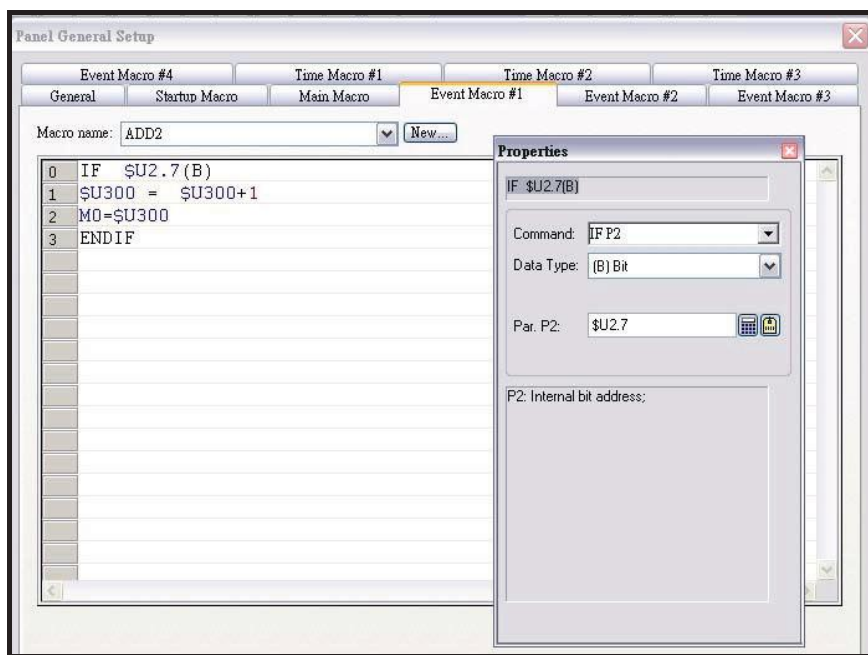 Panel General Setup
Event Macro #4
Time Macro #1
Time Macro #2
Time Macro #3
General
Startup Macro
Main Macro
Event Macro #1
Event Macro #2
Event Macro #3
Macro name: ADD2 New...
0 IF $U2.7(B)
1 $U300 = $U300+1
2 M0=$U300
3 ENDIF
Properties
IF $U2.7(B)
Command: IF P2
Data Type: (B) Bit
Par. P2: $U2.7
P2: Internal bit address;